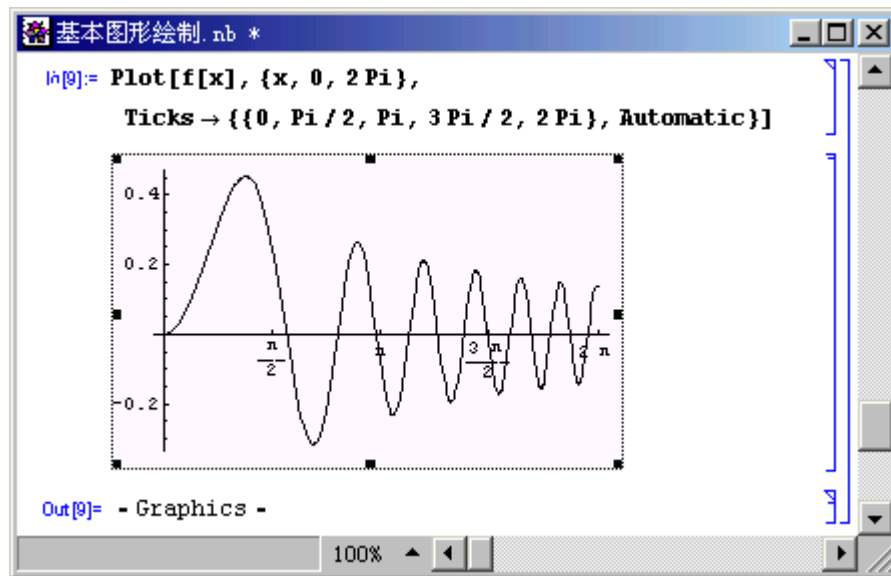 基本图形绘制.nb *
In[9]:= Plot[f[x], {x, 0, 2 Pi},
Ticks → {{0, Pi / 2, Pi, 3 Pi / 2, 2 Pi}, Automatic}]
0.4
0.2
-0.2
π
2
π
3 π
2
2 π
Out[9]= - Graphics -
100%